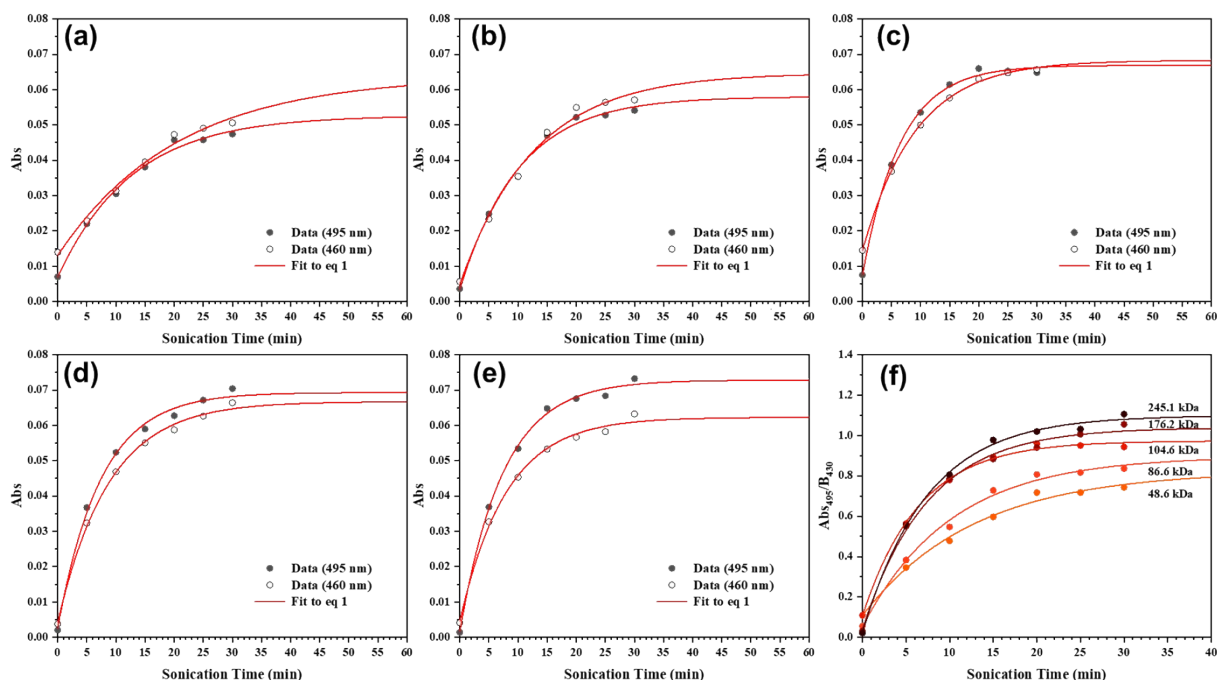 (a)
0.08
0.07
0.06
0.05
0.04
0.03
0.02
0.01
0.00
Abs
Data (495 nm)
Data (460 nm)
Fit to eq 1
0 5 10 15 20 25 30 35 40 45 50 55 60
Sonication Time (min)
(b)
0.08
0.07
0.06
0.05
0.04
0.03
0.02
0.01
0.00
Abs
Data (495 nm)
Data (460 nm)
Fit to eq 1
0 5 10 15 20 25 30 35 40 45 50 55 60
Sonication Time (min)
(c)
0.08
0.07
0.06
0.05
0.04
0.03
0.02
0.01
0.00
Abs
Data (495 nm)
Data (460 nm)
Fit to eq 1
0 5 10 15 20 25 30 35 40 45 50 55 60
Sonication Time (min)
(d)
0.08
0.07
0.06
0.05
0.04
0.03
0.02
0.01
0.00
Abs
Data (495 nm)
Data (460 nm)
Fit to eq 1
0 5 10 15 20 25 30 35 40 45 50 55 60
Sonication Time (min)
(e)
0.08
0.07
0.06
0.05
0.04
0.03
0.02
0.01
0.00
Abs
Data (495 nm)
Data (460 nm)
Fit to eq 1
0 5 10 15 20 25 30 35 40 45 50 55 60
Sonication Time (min)
(f)
1.4
1.2
1.0
0.8
0.6
0.4
0.2
0.0
Abs495/B430
245.1 kDa
176.2 kDa
104.6 kDa
86.6 kDa
48.6 kDa
0 5 10 15 20 25 30 35 40
Sonication Time (min)